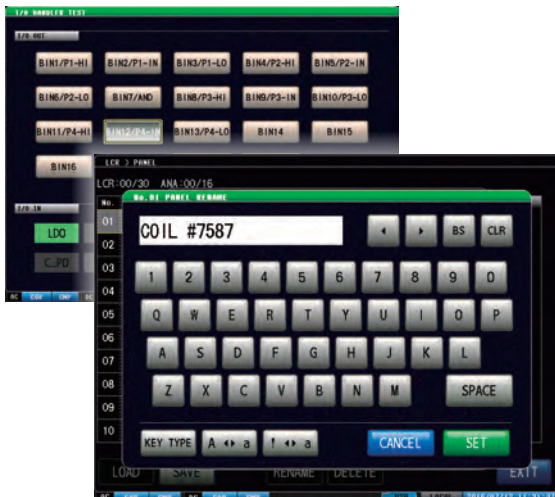 I/O HANDLER TEST
I/O OUT
BIN1/P1-HI BIN2/P1-IN BIN3/P1-LO BIN4/P2-HI BIN5/P2-IN
BIN6/P2-LO BIN7/AND BIN8/P3-HI BIN9/P3-IN BIN10/P3-LO
BIN11/P4-HI BIN12/P4-IN BIN13/P4-LO BIN14 BIN15
BIN16
I/O IN
LDO
C_PD
LCR > PANEL
LCR:00/30 ANA:00/16
No.
No.01 PANEL RENAME
COIL #7587
BS CLR
01
02
03
04
05
06
07
08
09
10
1 2 3 4 5 6 7 8 9 0
Q W E R T Y U I O P
A S D F G H J K L
Z X C V B N M SPACE
KEY TYPE A ↔ a ! ↔ a CANCEL SET
LOAD SAVE RENAME DELETE EXIT